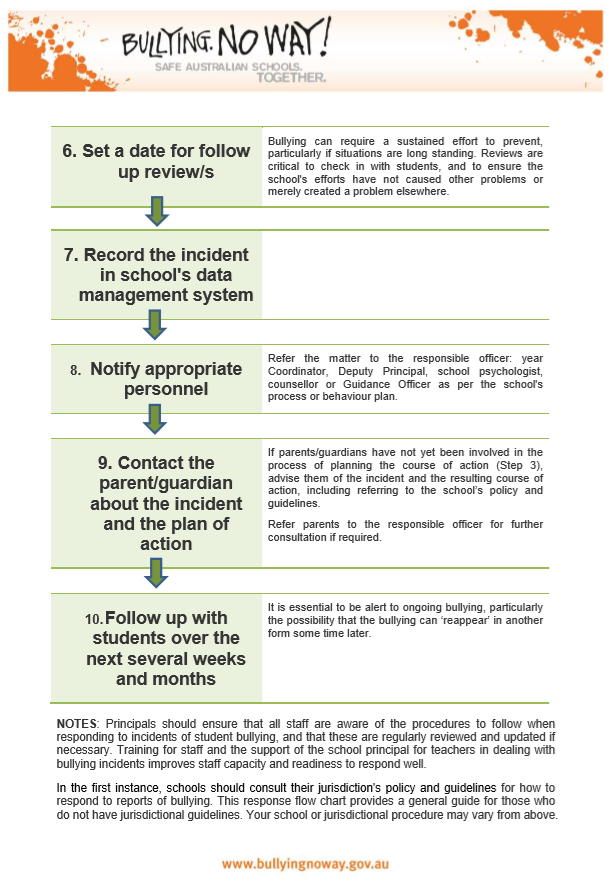 BULLYING. NO WAY!
SAFE AUSTRALIAN SCHOOLS.
TOGETHER.
6. Set a date for follow
up review/s
Bullying can require a sustained effort to prevent,
particularly if situations are long standing. Reviews are
critical to check in with students, and to ensure the
school's efforts have not caused other problems or
merely created a problem elsewhere.
7. Record the incident
in school's data
management system
8. Notify appropriate
personnel
Refer the matter to the responsible officer: year
Coordinator, Deputy Principal, school psychologist,
counsellor or Guidance Officer as per the school's
process or behaviour plan.
9. Contact the
parent/guardian
about the incident
and the plan of
action
If parents/guardians have not yet been involved in the
process of planning the course of action (Step 3),
advise them of the incident and the resulting course of
action, including referring to the school's policy and
guidelines.
Refer parents to the responsible officer for further
consultation if required.
10. Follow up with
students over the
next several weeks
and months
It is essential to be alert to ongoing bullying, particularly
the possibility that the bullying can ‘reappear’ in another
form some time later.
NOTES: Principals should ensure that all staff are aware of the procedures to follow when
responding to incidents of student bullying, and that these are regularly reviewed and updated if
necessary. Training for staff and the support of the school principal for teachers in dealing with
bullying incidents improves staff capacity and readiness to respond well.
In the first instance, schools should consult their jurisdiction's policy and guidelines for how to
respond to reports of bullying. This response flow chart provides a general guide for those who
do not have jurisdictional guidelines. Your school or jurisdictional procedure may vary from above.
www.bullyingnoway.gov.au